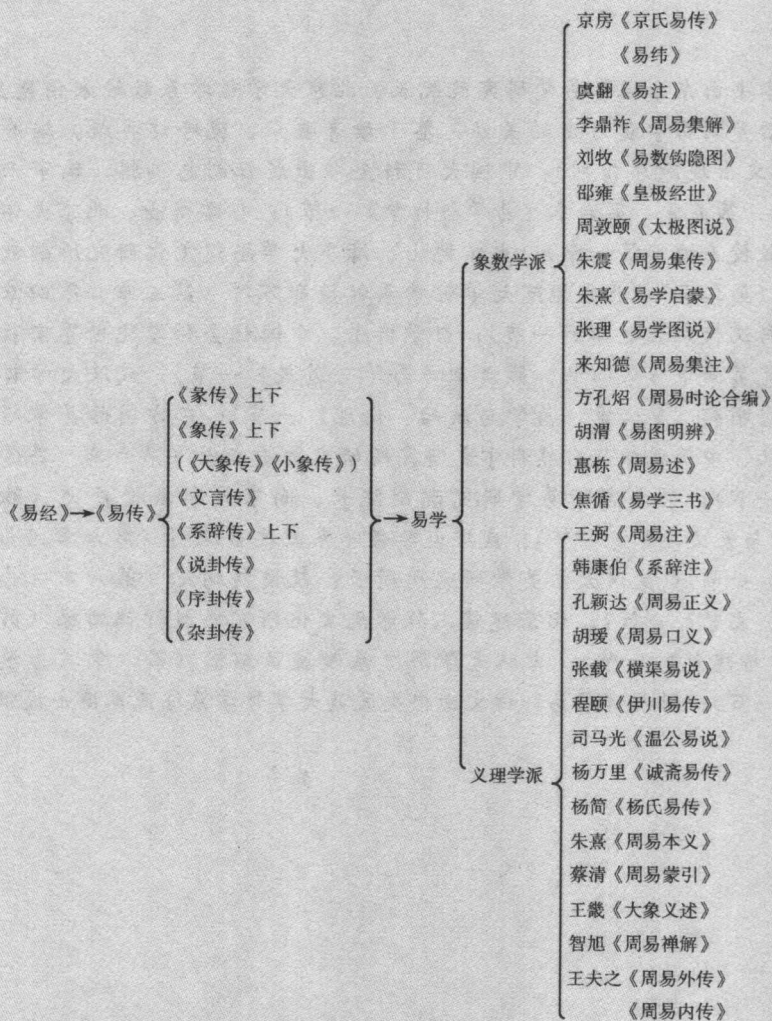 《易经》→《易传》
《彖传》上下
《象传》上下
(《大象传》《小象传》)
《文言传》
《系辞传》上下
《说卦传》
《序卦传》
《杂卦传》
→易学
象数学派
京房《京氏易传》
《易纬》
虞翻《易注》
李鼎祚《周易集解》
刘牧《易数钩隐图》
邵雍《皇极经世》
周敦颐《太极图说》
朱震《周易集传》
朱熹《易学启蒙》
张理《易学图说》
来知德《周易集注》
方孔炤《周易时论合编》
胡渭《易图明辨》
惠栋《周易述》
焦循《易学三书》
义理学派
王弼《周易注》
韩康伯《系辞注》
孔颖达《周易正义》
胡瑗《周易口义》
张载《横渠易说》
程颐《伊川易传》
司马光《温公易说》
杨万里《诚斋易传》
杨简《杨氏易传》
朱熹《周易本义》
蔡清《周易蒙引》
王畿《大象义述》
智旭《周易禅解》
王夫之《周易外传》
《周易内传》